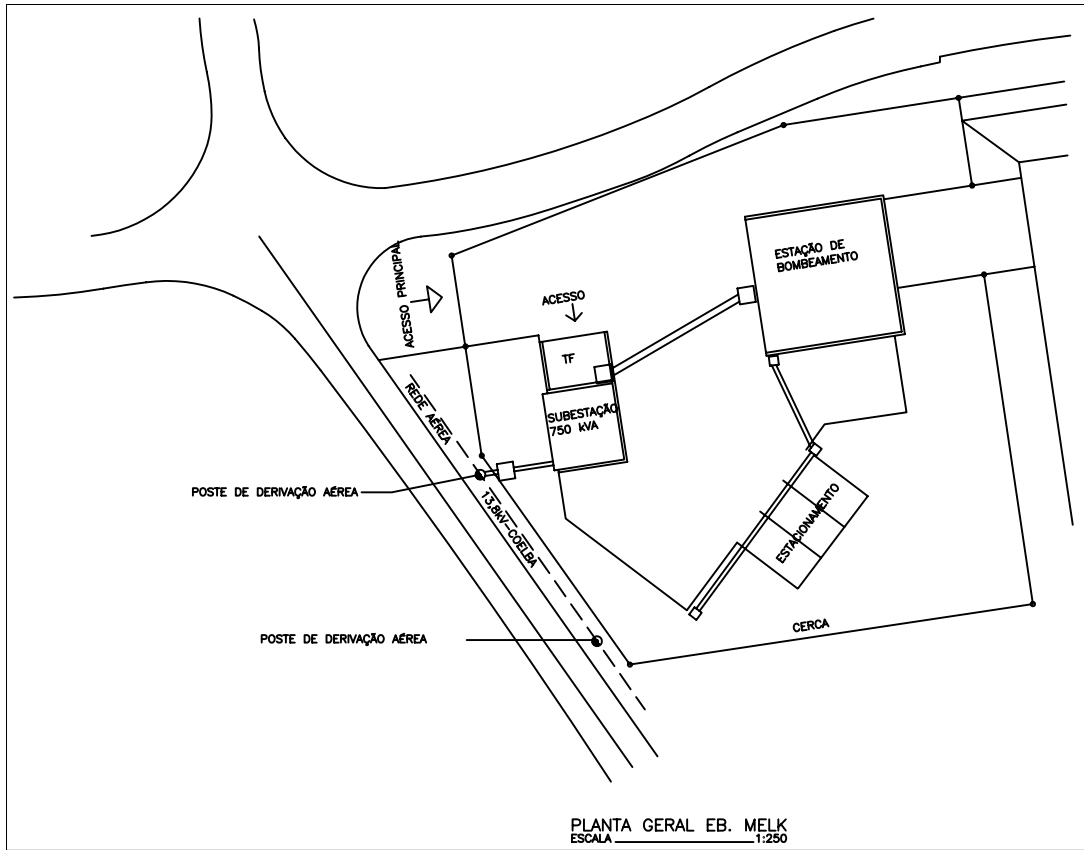 ACESSO PRINCIPAL
ESTAÇÃO DE
BOMBEAMENTO
ACESSO
TF
REDE AÉREA
SUBESTAÇÃO
750 kVA
POSTE DE DERIVAÇÃO AÉREA
13,8kV-COELBA
ESTACIONAMENTO
POSTE DE DERIVAÇÃO AÉREA
CERCA
PLANTA GERAL EB. MELK
ESCALA 1:250